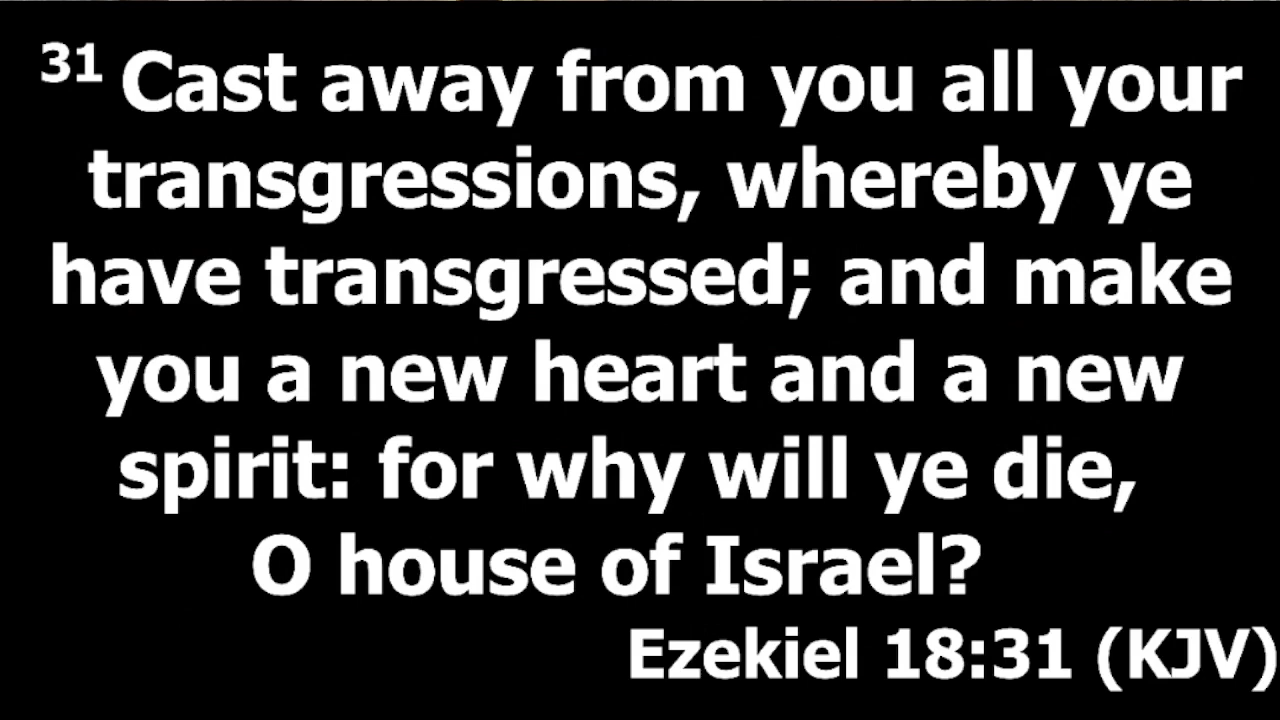 31 Cast away from you all your
transgressions, whereby ye
have transgressed; and make
you a new heart and a new
spirit: for why will ye die,
O house of Israel?
Ezekiel 18:31 (KJV)